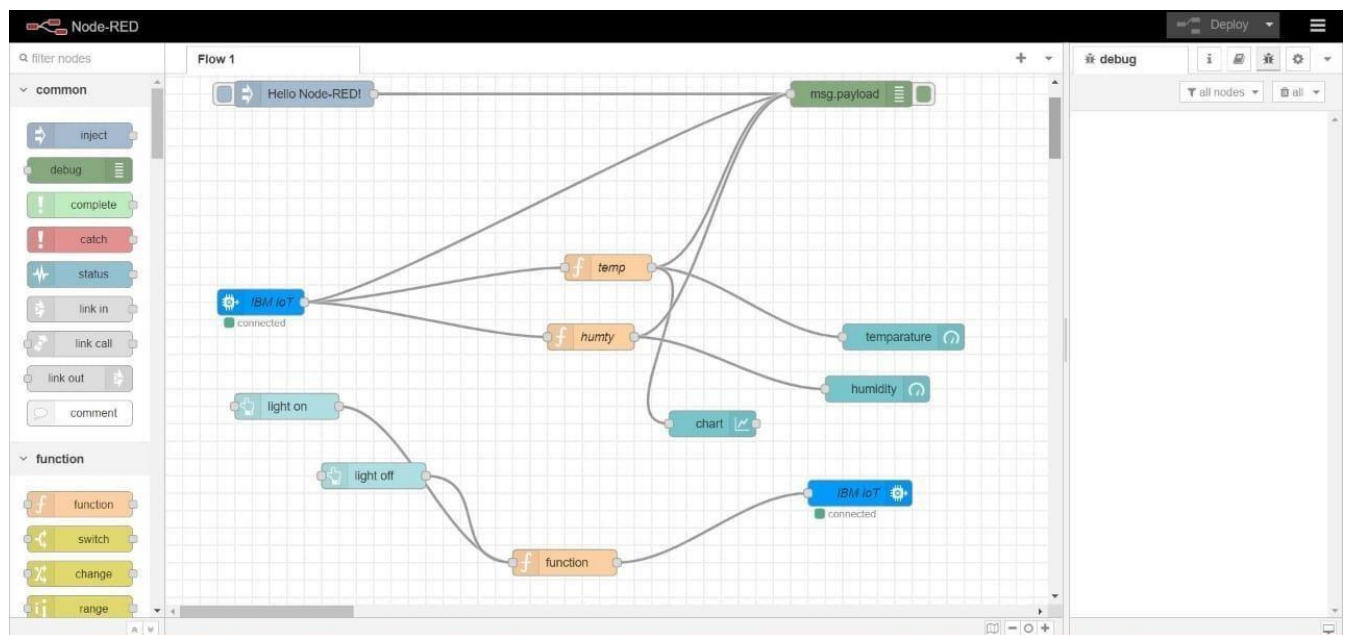 Node-RED
Deploy
filter nodes
common
inject
debug
complete
catch
status
link in
link call
link out
comment
function
function
switch
change
range
Flow 1
Hello Node-RED!
msg.payload
temp
IBM IoT
connected
humty
temparature
humidity
light on
chart
light off
IBM IoT
connected
function
debug
i
all nodes
all